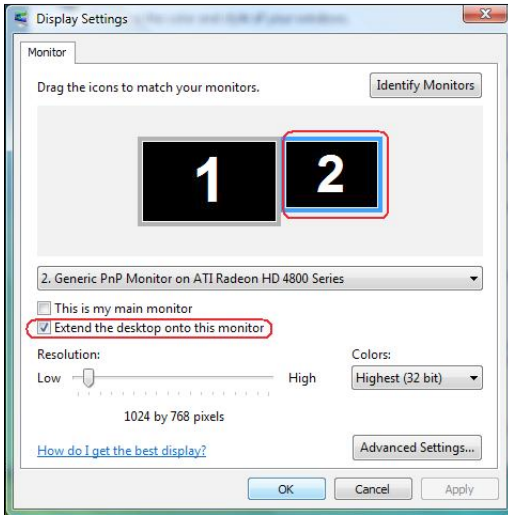 Display Settings
Monitor
Drag the icons to match your monitors.
Identify Monitors
1
2
2. Generic PnP Monitor on ATI Radeon HD 4800 Series
This is my main monitor
Extend the desktop onto this monitor
Resolution:
Colors:
Low
High
Highest (32 bit)
1024 by 768 pixels
How do I get the best display?
Advanced Settings...
OK
Cancel
Apply